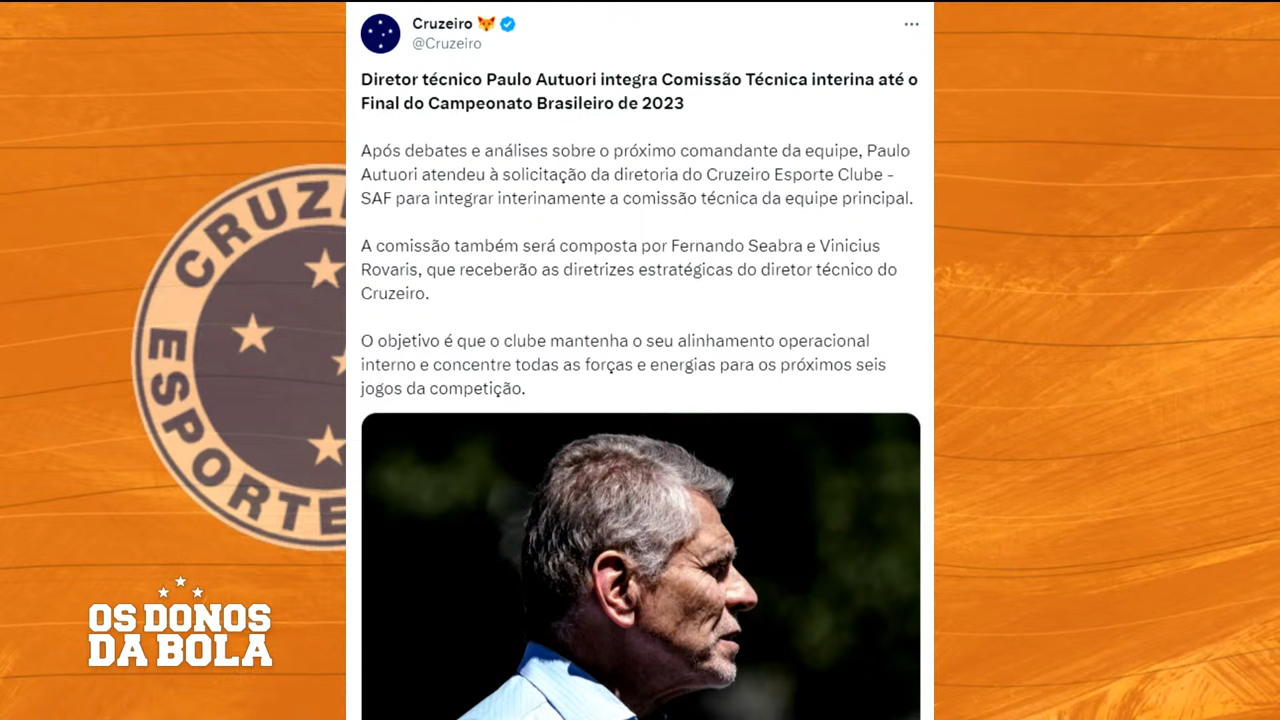 Cruzeiro
@Cruzeiro
Diretor técnico Paulo Autuori integra Comissão Técnica interina até o
Final do Campeonato Brasileiro de 2023
Após debates e análises sobre o próximo comandante da equipe, Paulo
Autuori atendeu à solicitação da diretoria do Cruzeiro Esporte Clube -
SAF para integrar interinamente a comissão técnica da equipe principal.
A comissão também será composta por Fernando Seabra e Vinicius
Rovaris, que receberão as diretrizes estratégicas do diretor técnico do
Cruzeiro.
O objetivo é que o clube mantenha o seu alinhamento operacional
interno e concentre todas as forças e energias para os próximos seis
jogos da competição.
CRUZ
ESPORTE
OS DONOS
DA BOLA